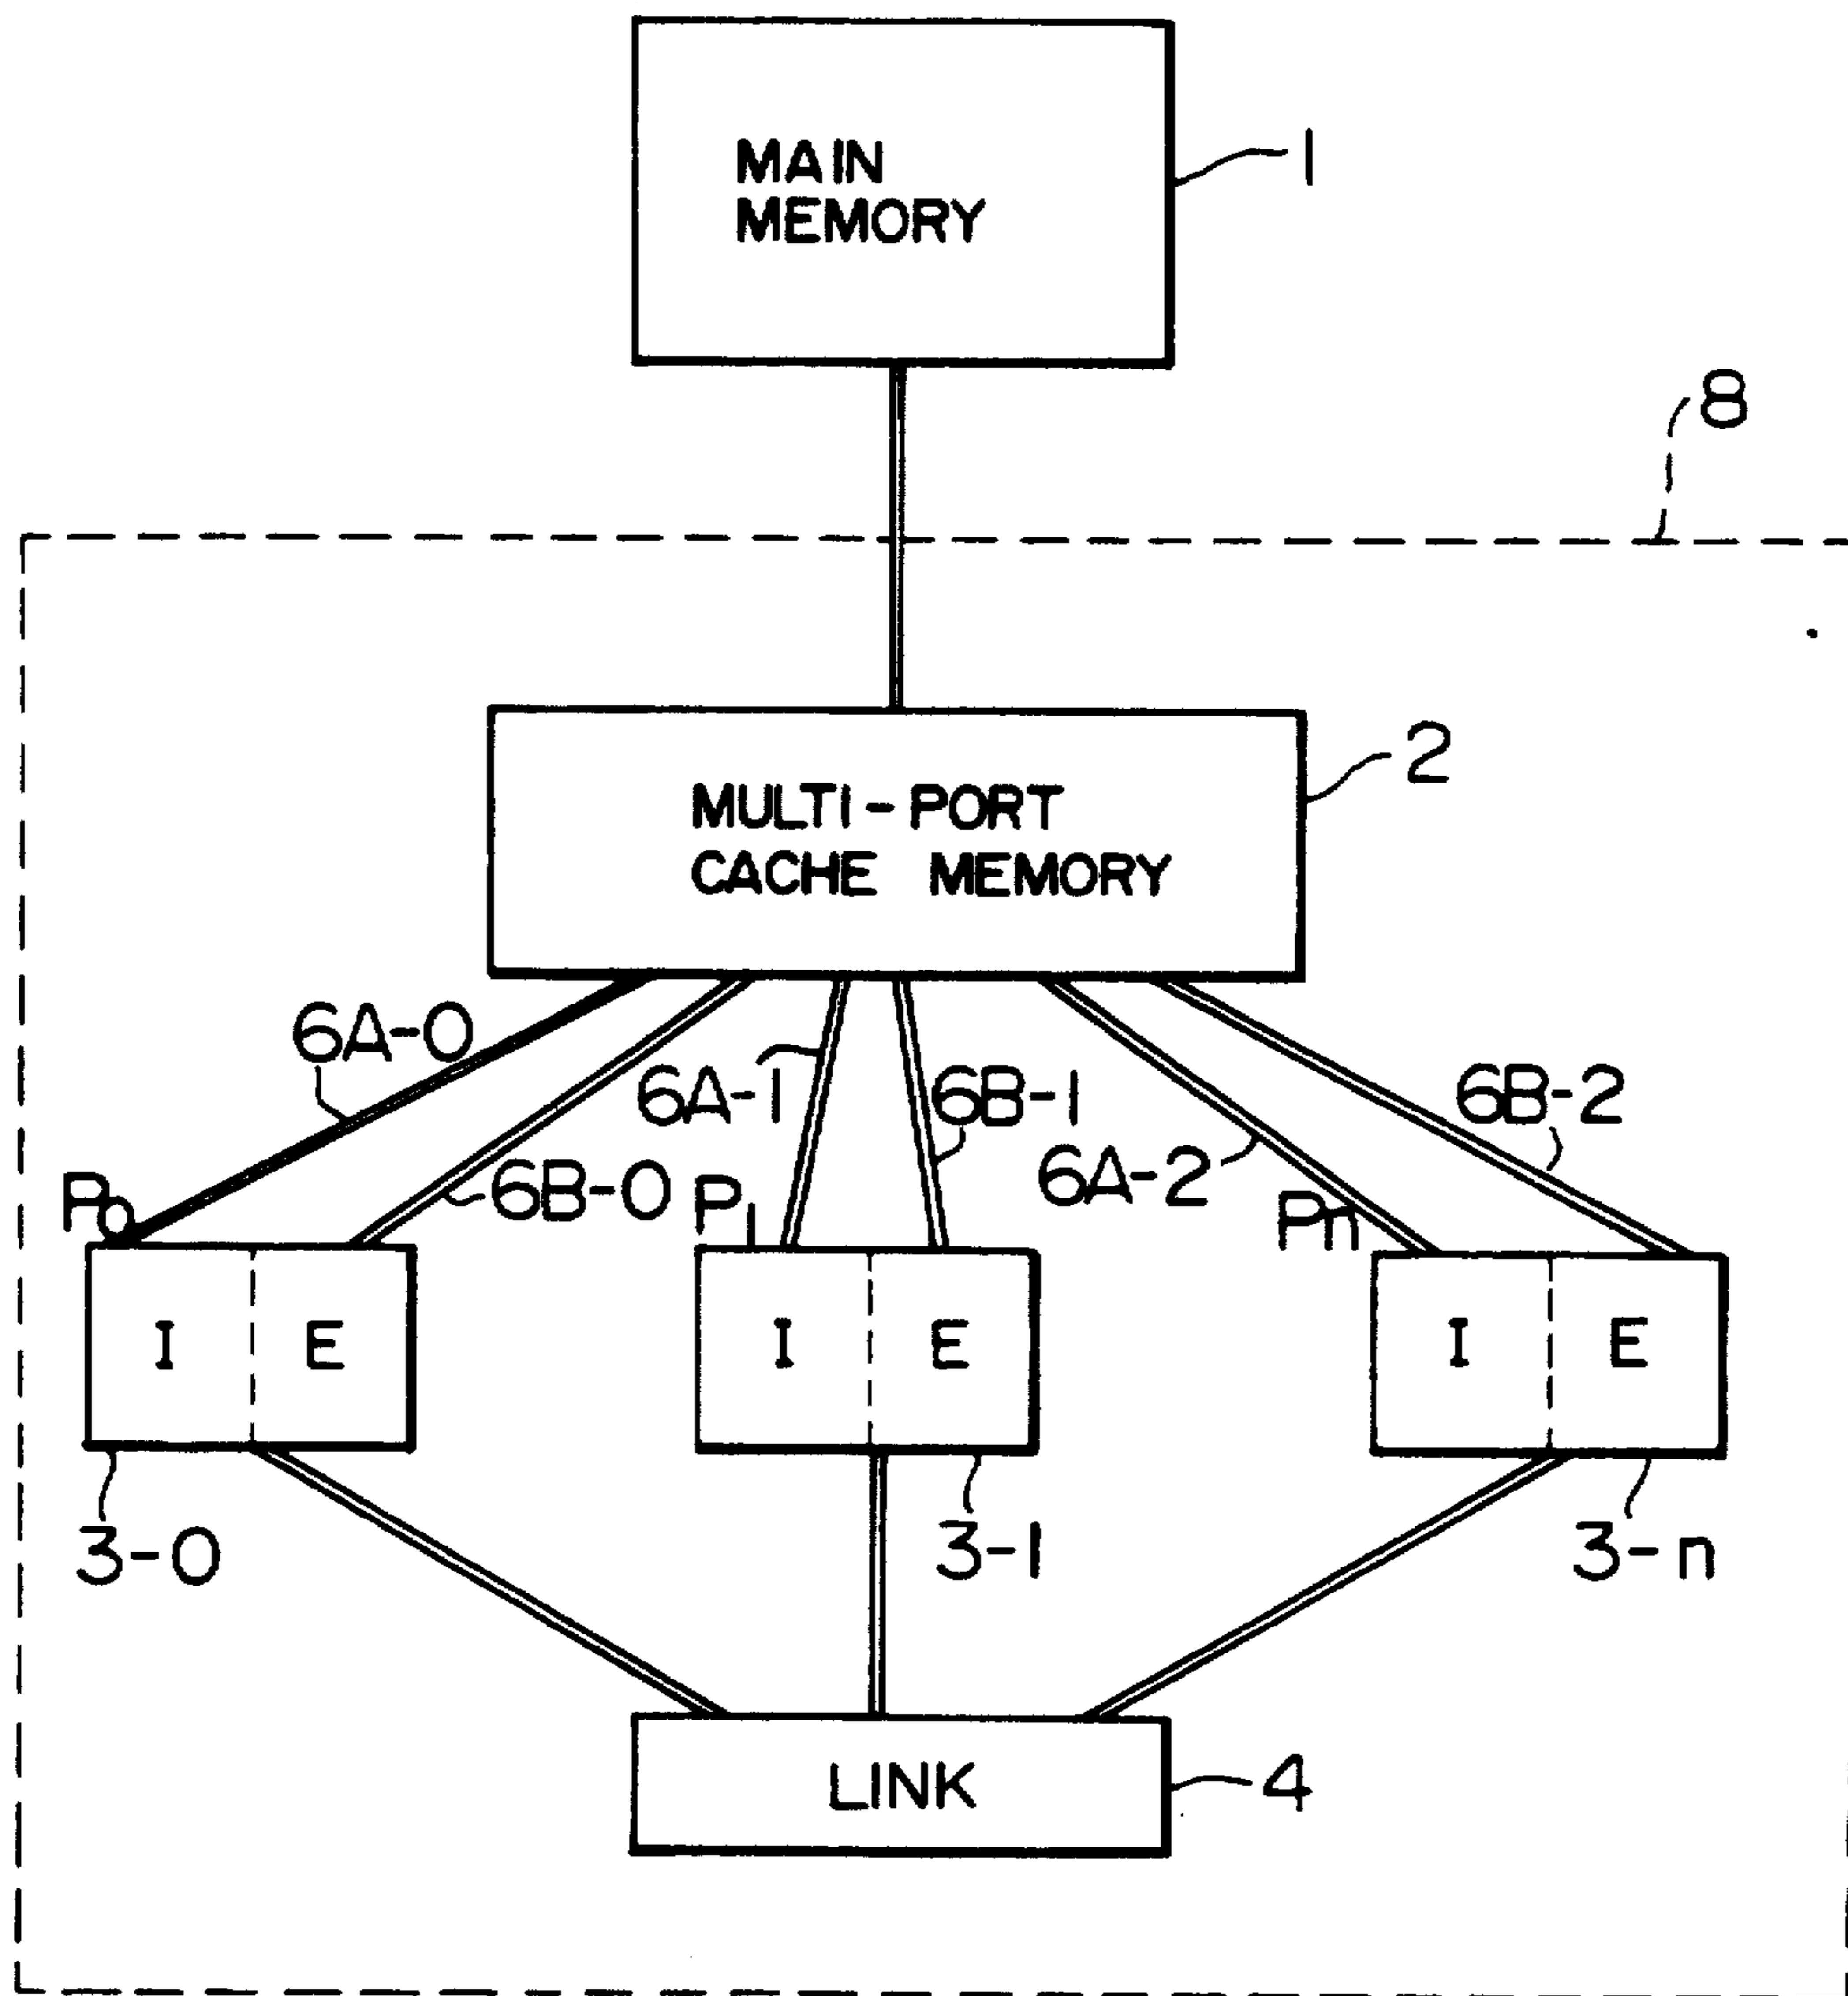 MAIN
MEMORY
1
8
MULTI-PORT
CACHE MEMORY
2
6A-0
6A-1
6B-1
6B-2
6B-0
6A-2
P0
P1
Pn
I E
I E
I E
3-0
3-1
3-n
LINK
4